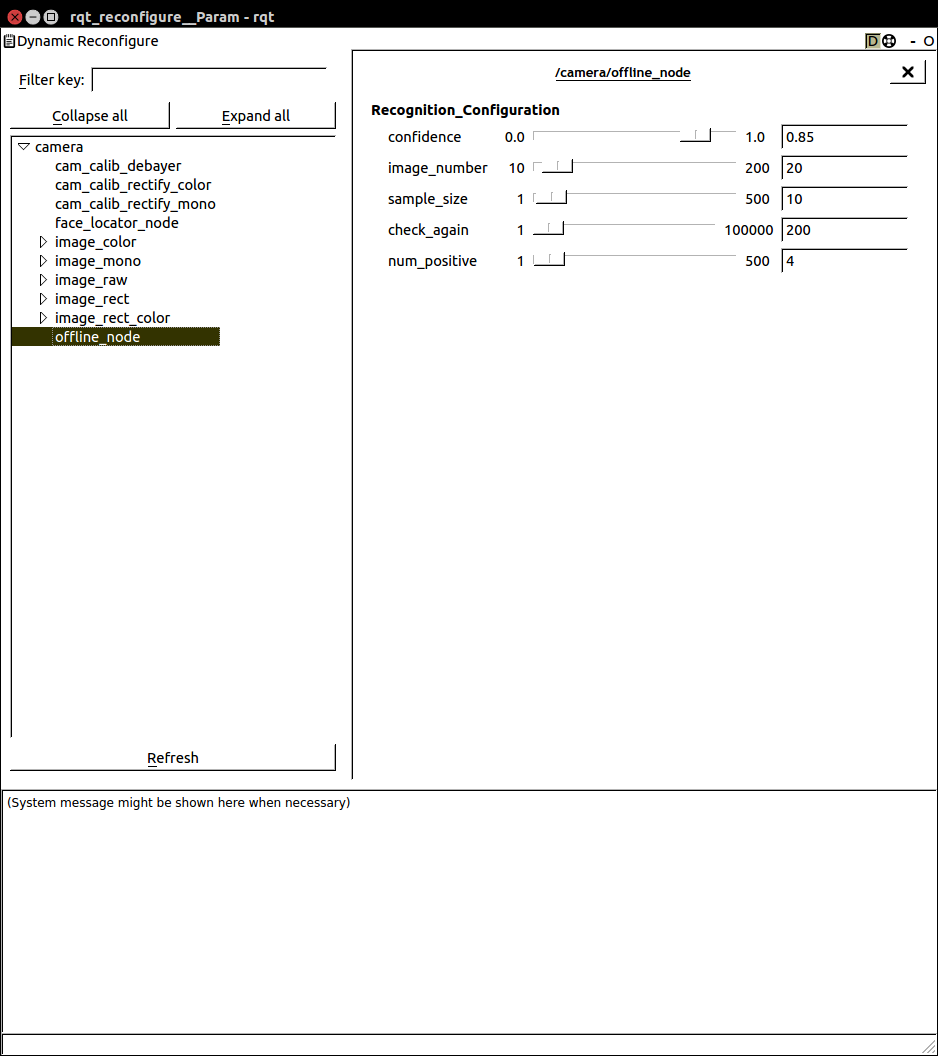 rqt_reconfigure__Param - rqt
Dynamic Reconfigure
D
- O
Filter key:
Collapse all
Expand all
camera
cam_calib_debayer
cam_calib_rectify_color
cam_calib_rectify_mono
face_locator_node
image_color
image_mono
image_raw
image_rect
image_rect_color
offline_node
Refresh
/camera/offline_node
Recognition_Configuration
confidence 0.0 1.0 0.85
image_number 10 200 20
sample_size 1 500 10
check_again 1 100000 200
num_positive 1 500 4
(System message might be shown here when necessary)